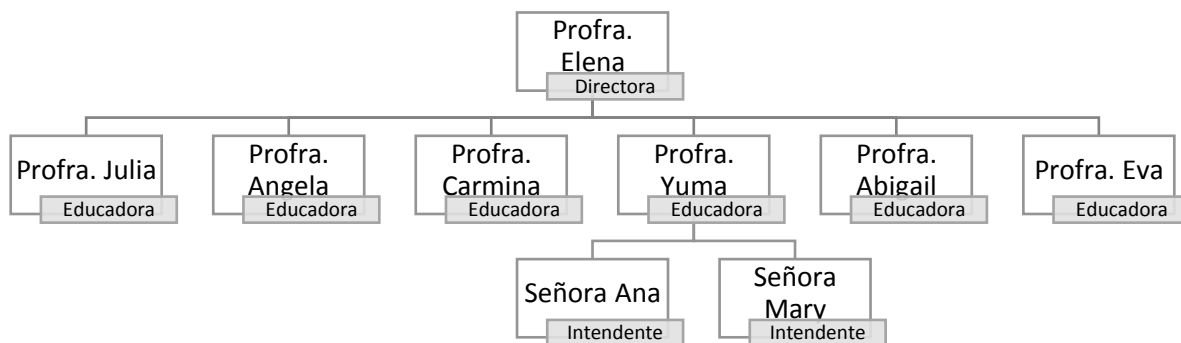 Profra.
Elena
Directora
Profra. Julia
Educadora
Profra.
Angela
Educadora
Profra.
Carmina
Educadora
Profra.
Yuma
Educadora
Profra.
Abigail
Educadora
Profra. Eva
Educadora
Señora Ana
Intendente
Señora
Mary
Intendente